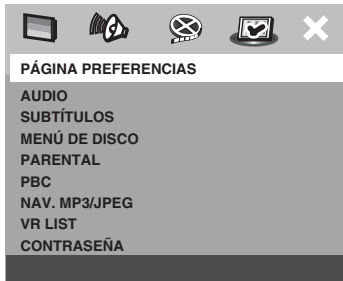 PÁGINA PREFERENCIAS
AUDIO
SUBTÍTULOS
MENÚ DE DISCO
PARENTAL
PBC
NAV. MP3/JPEG
VR LIST
CONTRASEÑA